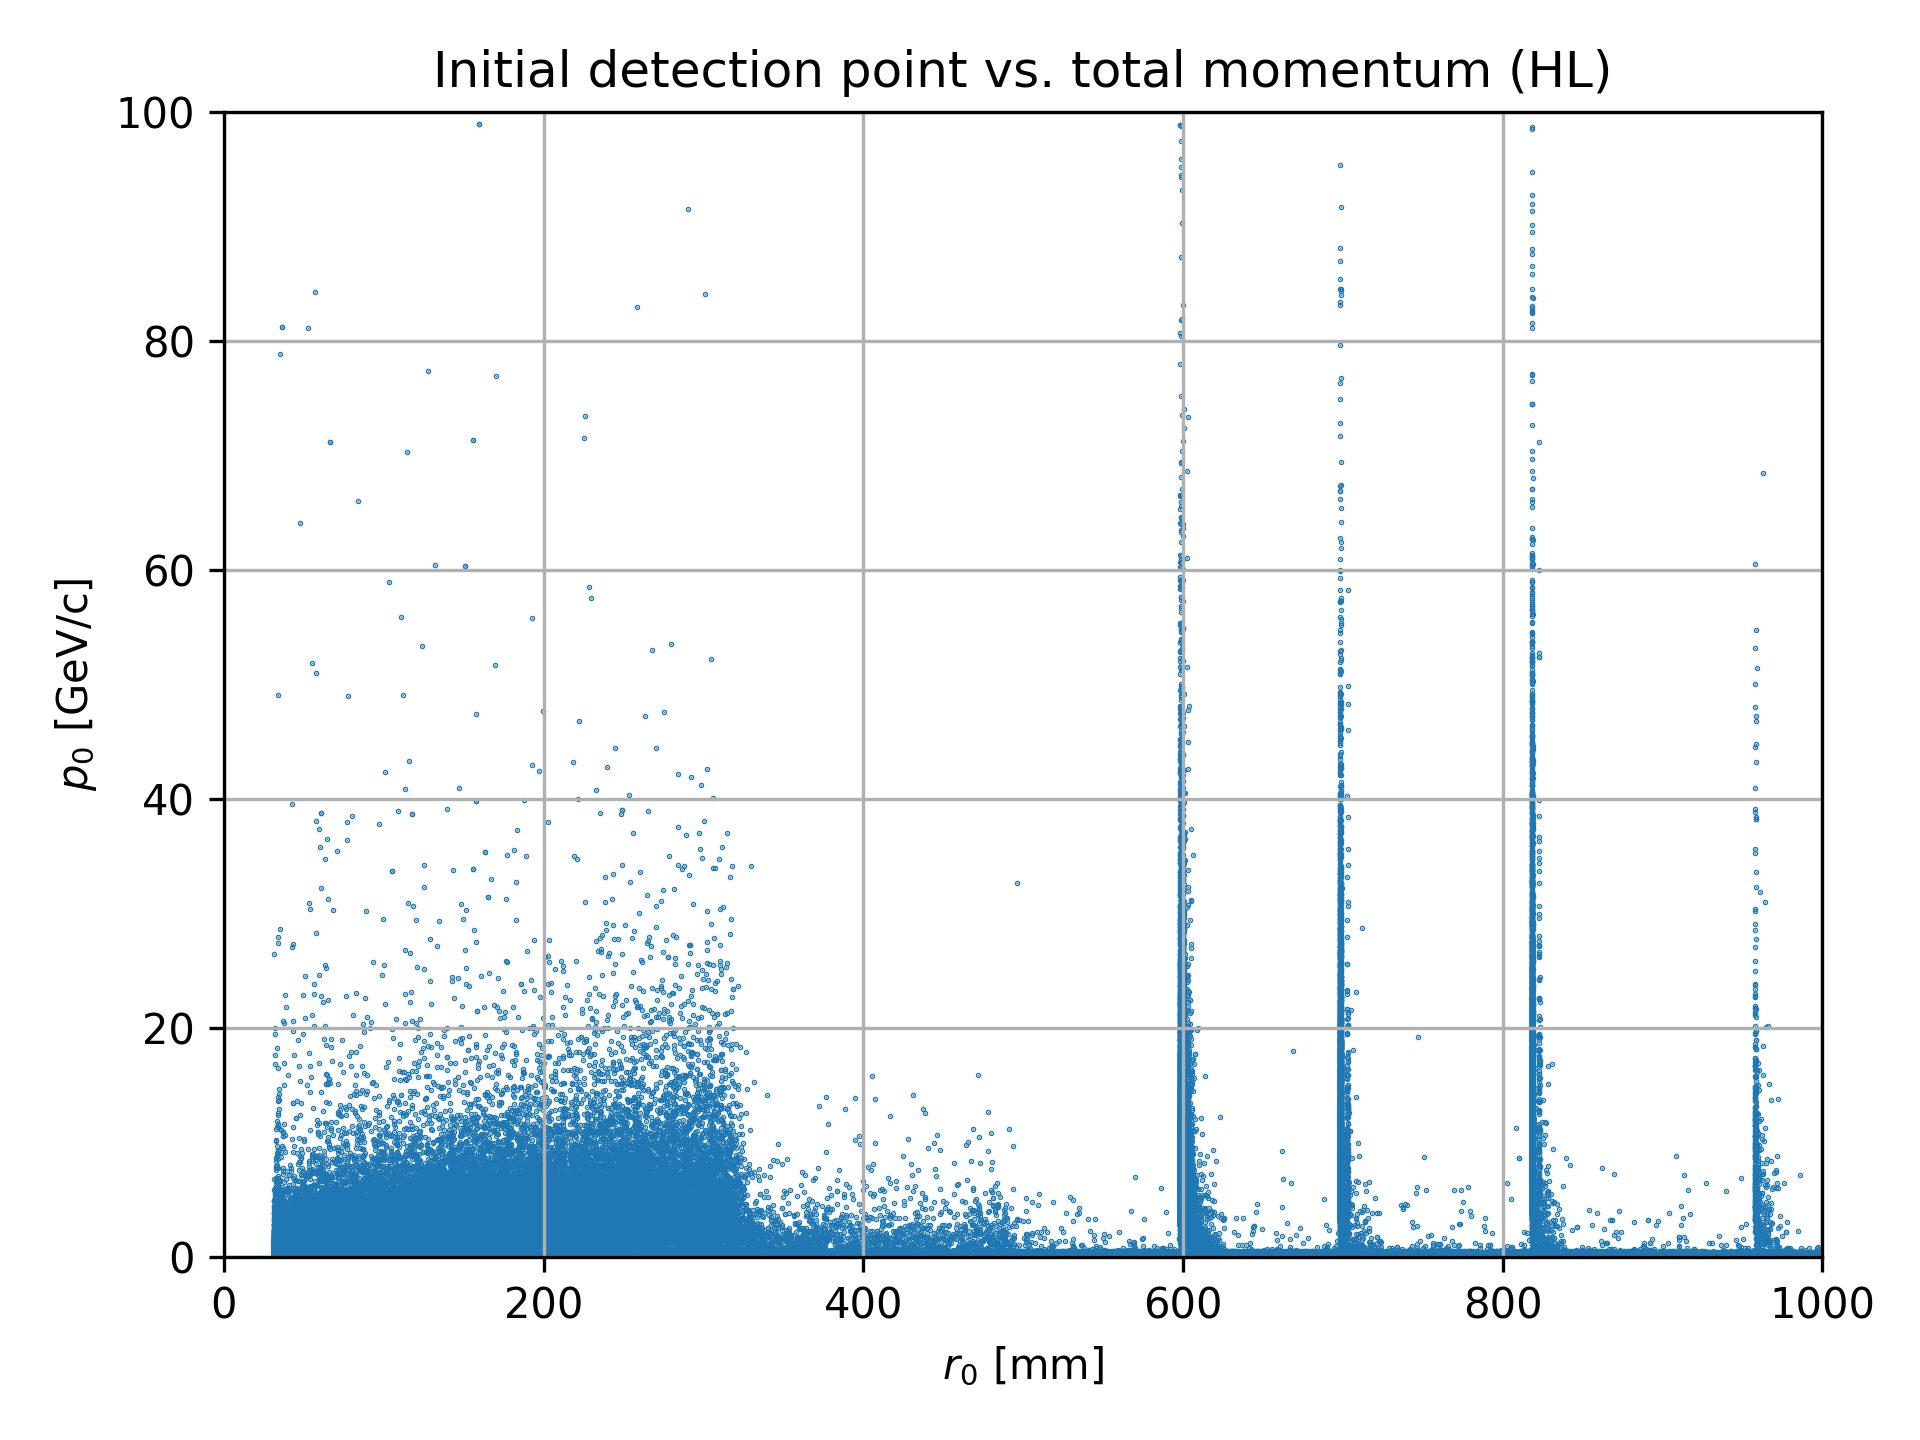 Initial detection point vs. total momentum (HL)
100
80
60
40
20
0
p₀ [GeV/c]
0 200 400 600 800 1000
r₀ [mm]